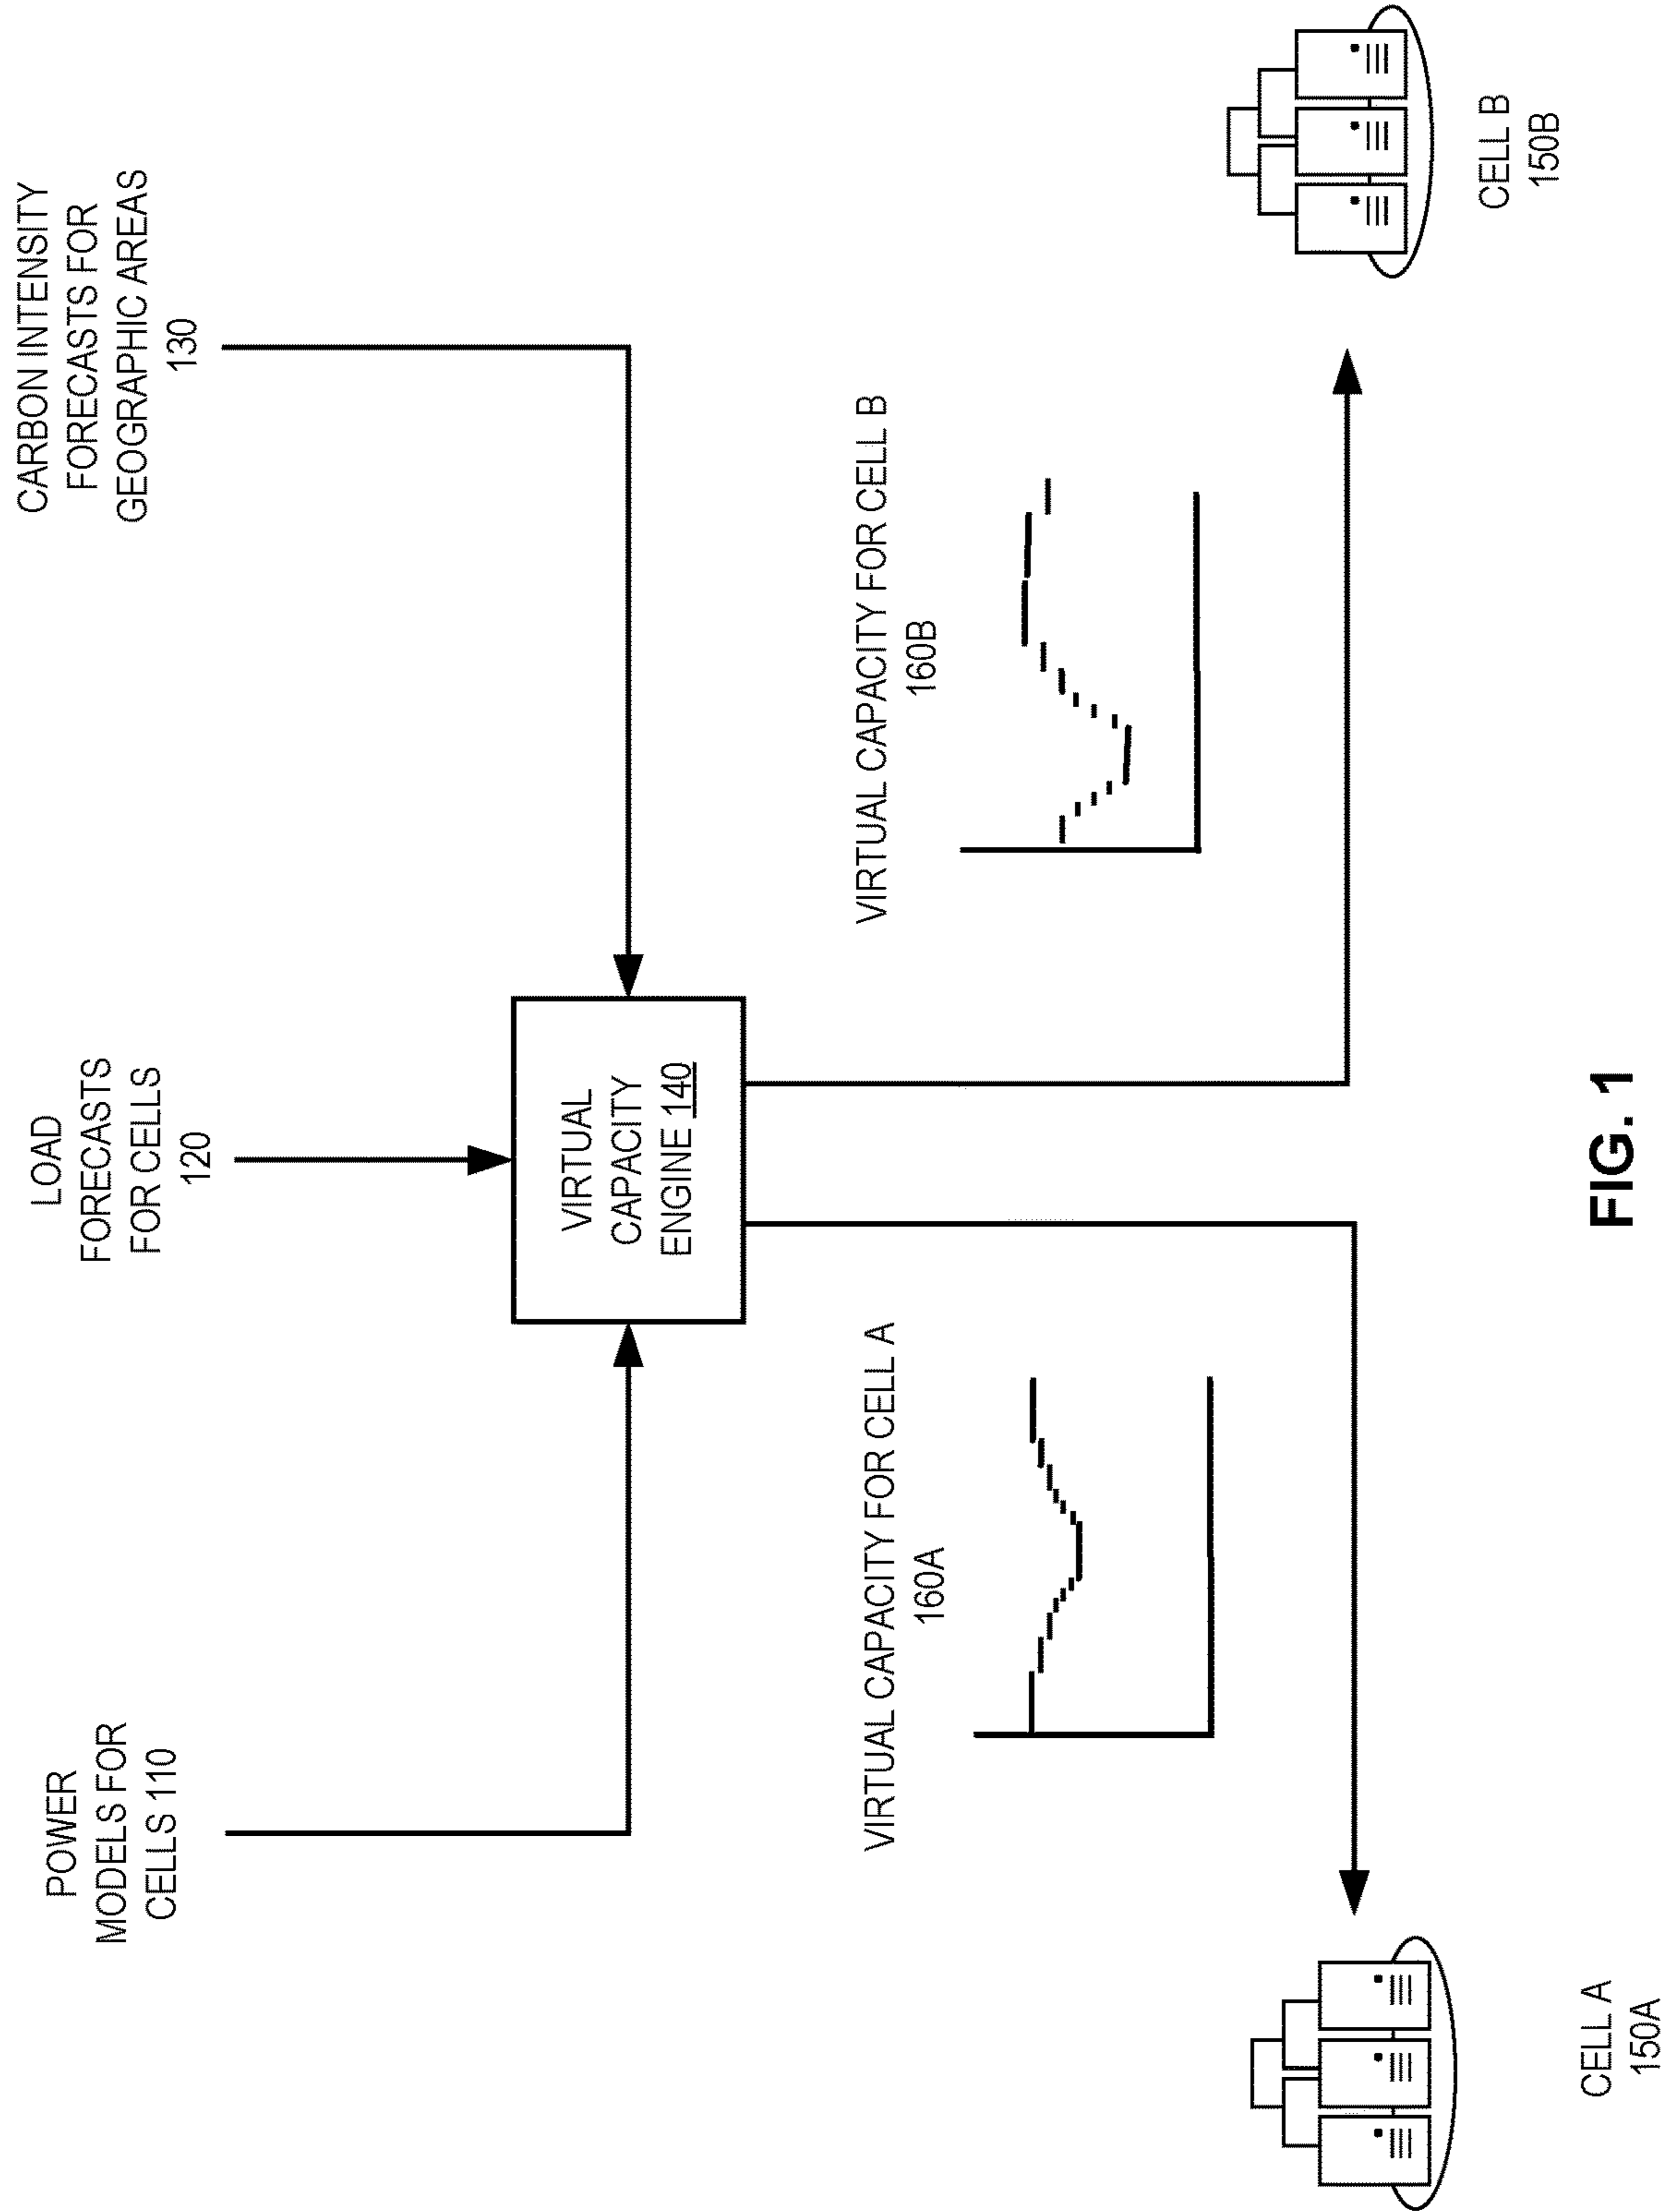 POWER
MODELS FOR
CELLS 110
LOAD
FORECASTS
FOR CELLS
120
CARBON INTENSITY
FORECASTS FOR
GEOGRAPHIC AREAS
130
VIRTUAL
CAPACITY
ENGINE 140
VIRTUAL CAPACITY FOR CELL A
160A
VIRTUAL CAPACITY FOR CELL B
160B
CELL A
150A
CELL B
150B
FIG. 1